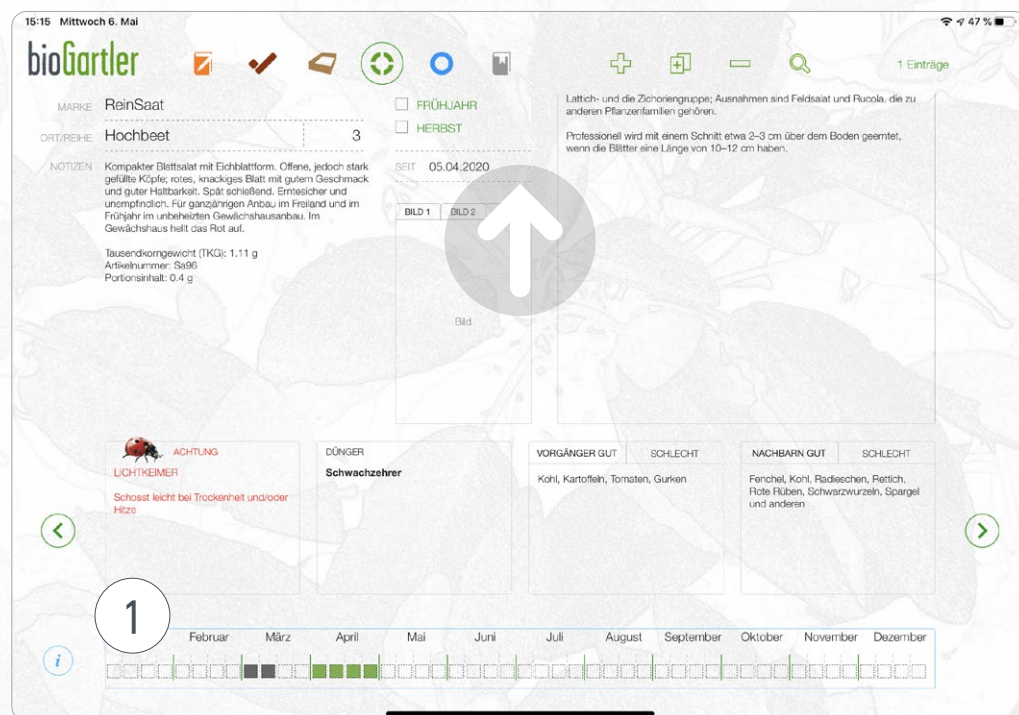 15:15 Mittwoch 6. Mai
47 %
bioGartler
1 Einträge
MARKE ReinSaat
ORT/REIHE Hochbeet 3
NOTIZEN Kompakter Blattsalat mit Eichblattform. Offene, jedoch stark
gefüllte Köpfe; rotes, knackiges Blatt mit gutem Geschmack
und guter Haltbarkeit. Spät schießend. Erntesicher und
unempfindlich. Für ganzjährigen Anbau im Freiland und im
Frühjahr im unbeheizten Gewächshausanbau. Im
Gewächshaus hellt das Rot auf.
Tausendkorngewicht (TKG): 1.11 g
Artikelnummer: Sa96
Portionsinhalt: 0.4 g
FRÜHJAHR
HERBST
SEIT 05.04.2020
BILD 1 BILD 2
Bild
Lattich- und die Zichoriengruppe; Ausnahmen sind Feldsalat und Rucola, die zu
anderen Pflanzenfamilien gehören.
Professionell wird mit einem Schnitt etwa 2–3 cm über dem Boden geerntet,
wenn die Blätter eine Länge von 10–12 cm haben.
ACHTUNG
LICHTKEIMER
Schosst leicht bei Trockenheit und/oder
Hitze
DÜNGER
Schwachzehrer
VORGÄNGER GUT SCHLECHT
Kohl, Kartoffeln, Tomaten, Gurken
NACHBARN GUT SCHLECHT
Fenchel, Kohl, Radieschen, Rettich,
Rote Rüben, Schwarzwurzeln, Spargel
und anderen
1
Februar März April Mai Juni Juli August September Oktober November Dezember
i